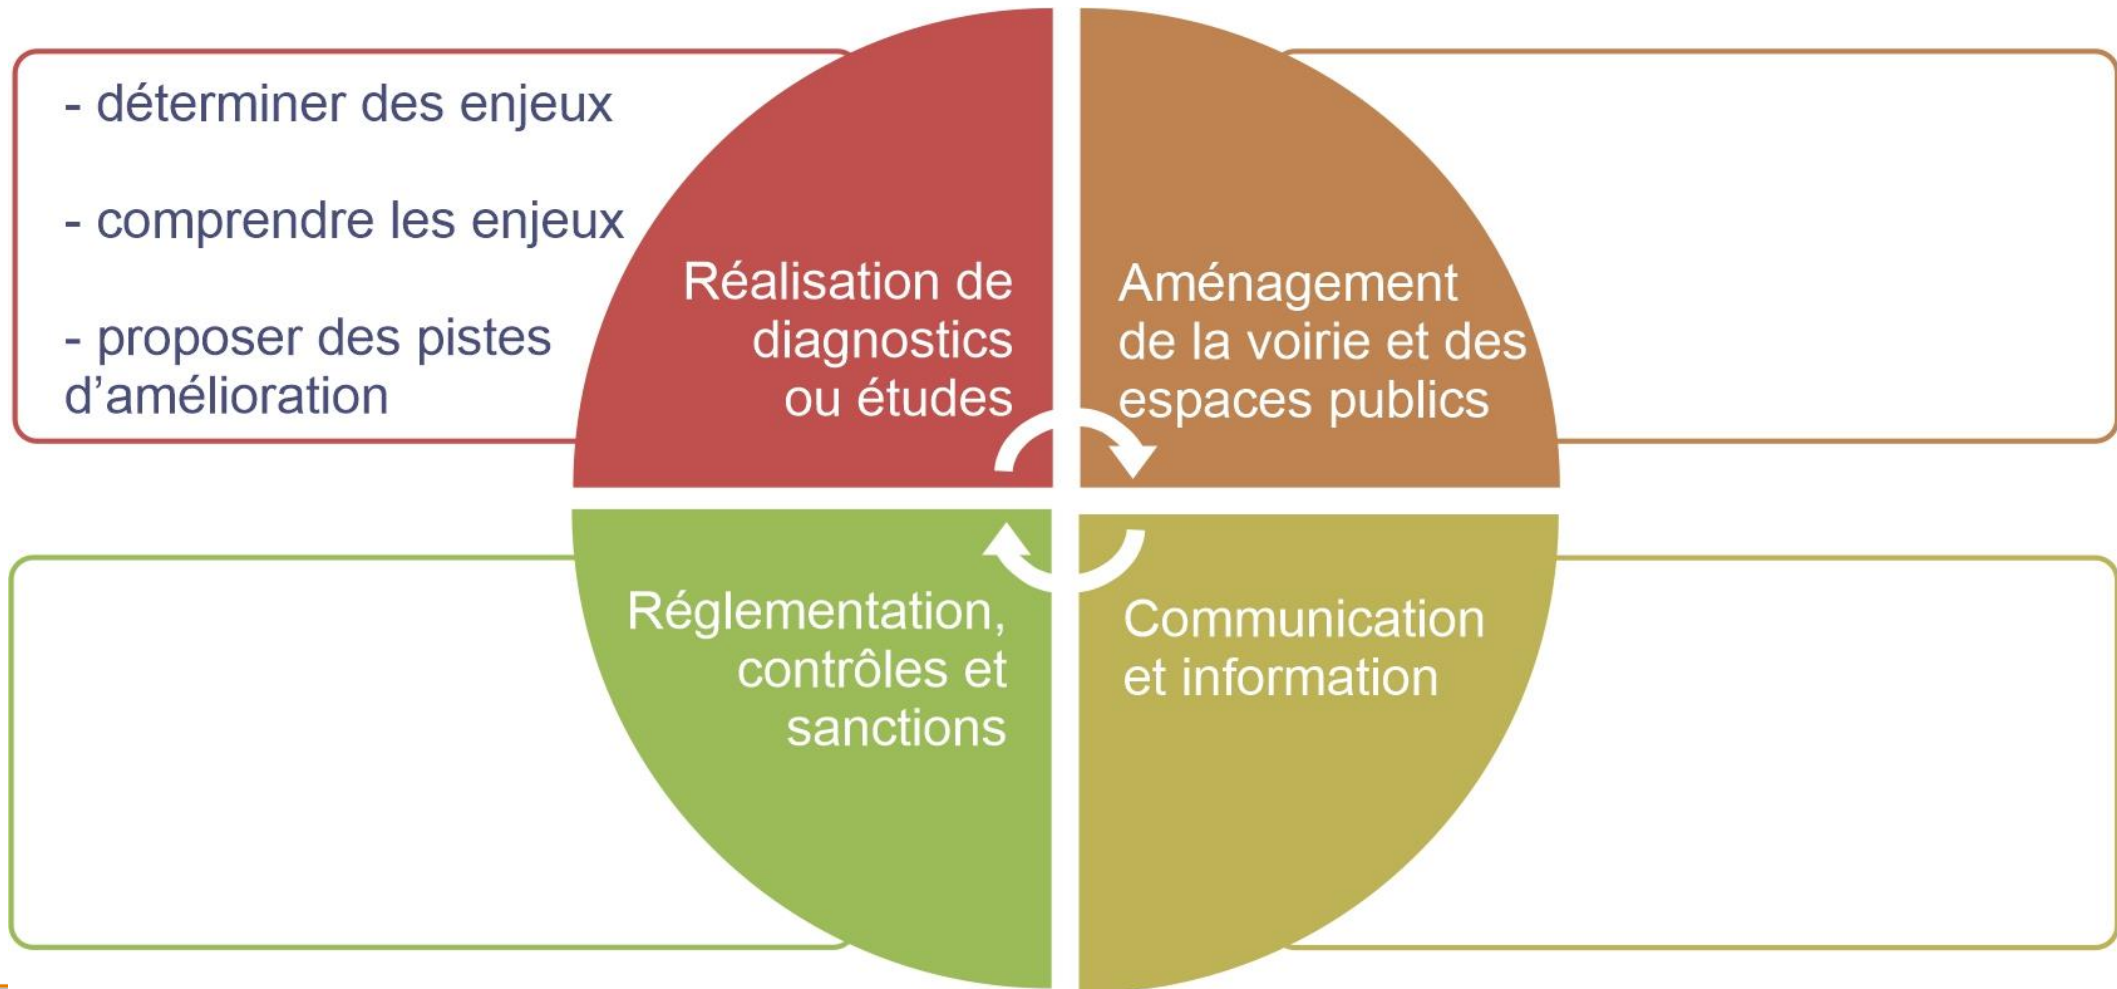 - déterminer des enjeux
- comprendre les enjeux
- proposer des pistes
d’amélioration
Réalisation de
diagnostics
ou études
Aménagement
de la voirie et des
espaces publics
Réglementation,
contrôles et
sanctions
Communication
et information